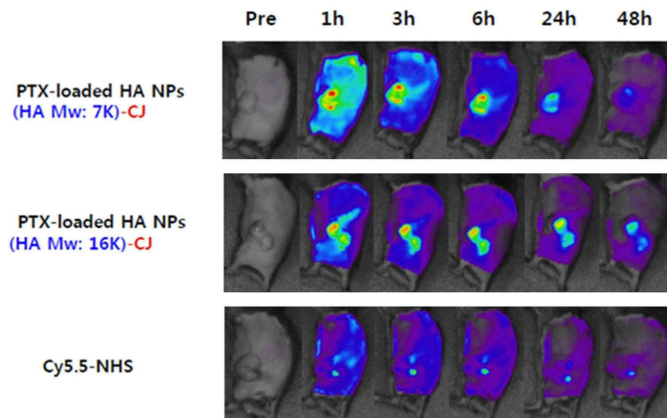 Pre 1h 3h 6h 24h 48h
PTX-loaded HA NPs
(HA Mw: 7K)-CJ
PTX-loaded HA NPs
(HA Mw: 16K)-CJ
Cy5.5-NHS